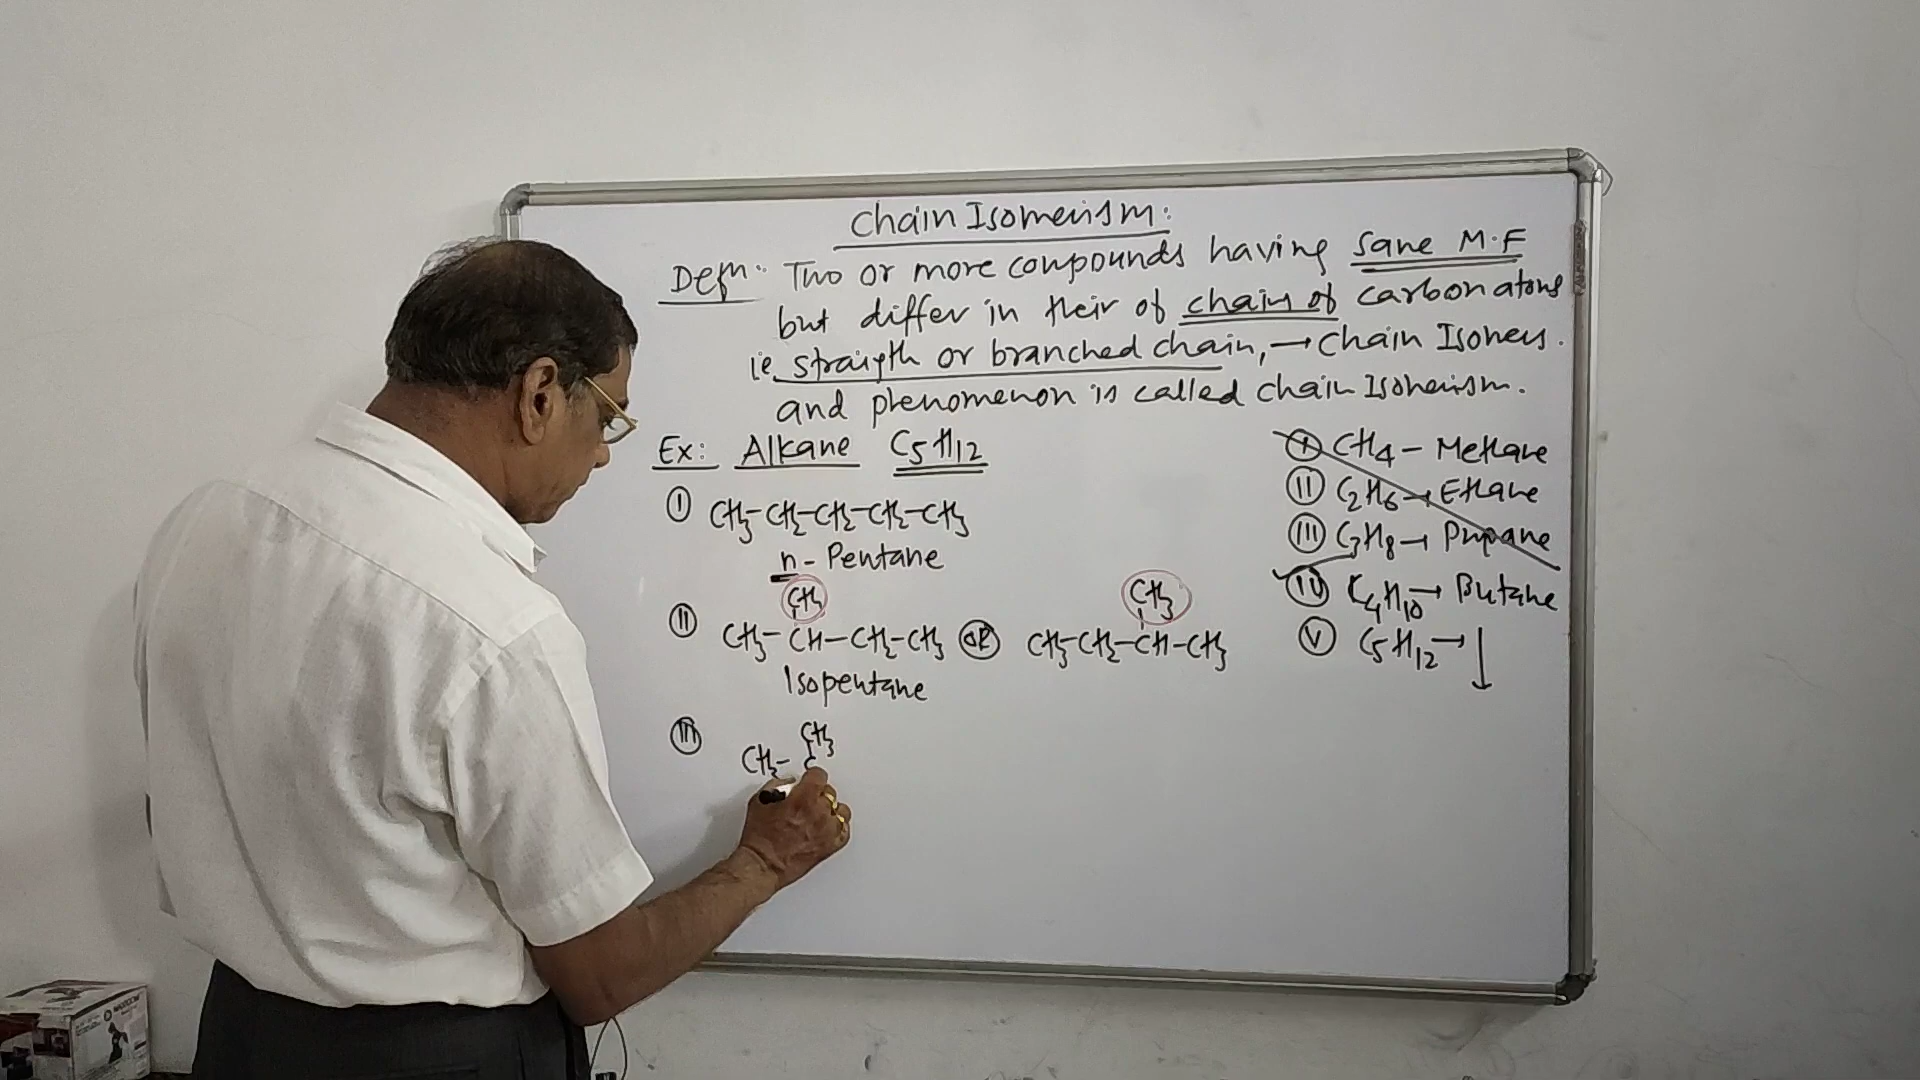 Chain Isomerism:
Defn: Two or more compounds having Same M.F
but differ in their of chain of carbon atoms
i.e. straigth or branched chain, → Chain Isomers.
and phenomenon is called chain Isomerism.
Ex: Alkane C5H12
(I) CH3-CH2-CH2-CH2-CH3
n-Pentane
CH3
(II) CH3-CH-CH2-CH3 (OR)
Isopentane
CH3
CH3-CH2-CH-CH3
(III) CH3
CH3-C
(I) CH4 - Methane
(II) C2H6 → Ethane
(III) C3H8 → Propane
(IV) C4H10 → Butane
(V) C5H12 → ↓